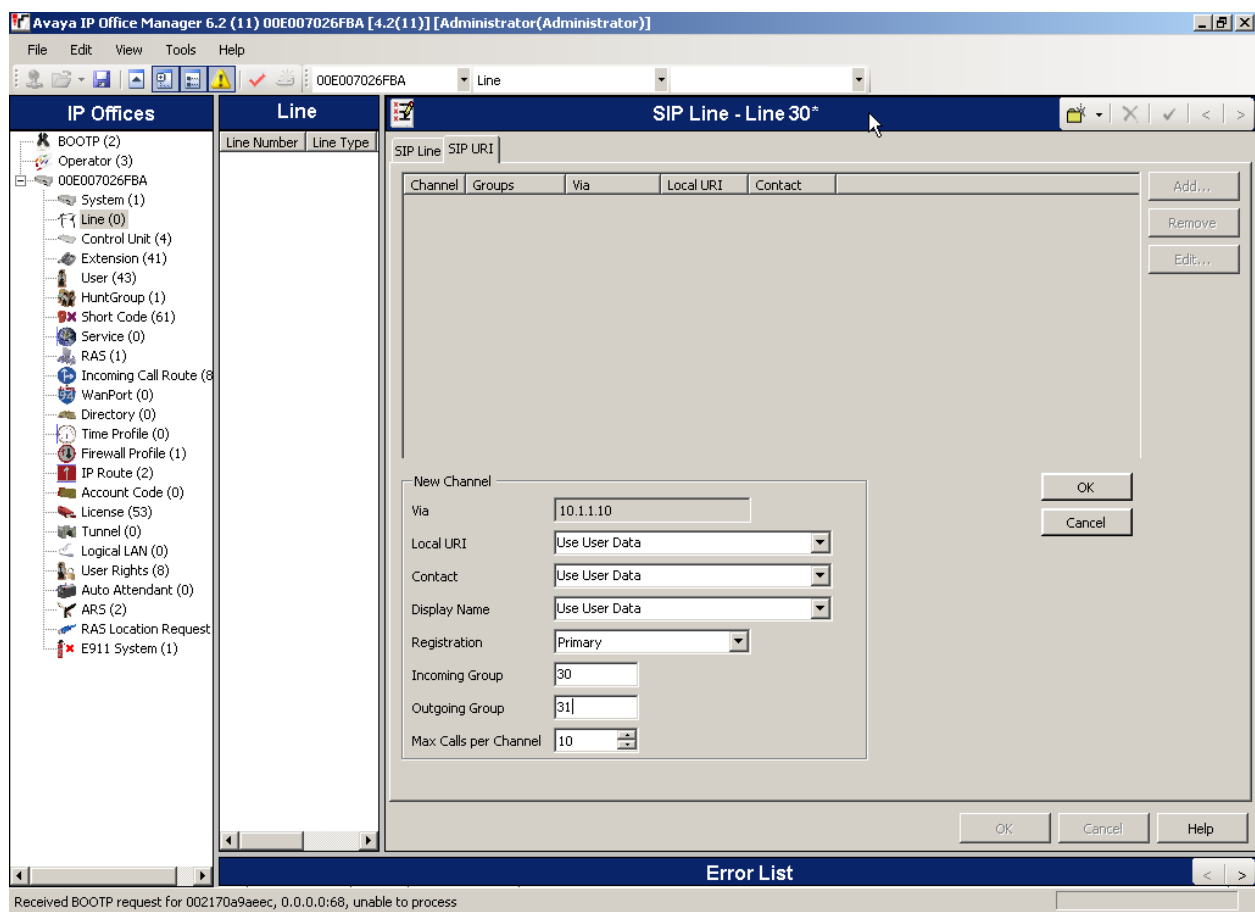 Avaya IP Office Manager 6.2 (11) 00E007026FBA [4.2(11)] [Administrator(Administrator)]
File Edit View Tools Help
00E007026FBA Line
IP Offices
BOOTP (2)
Operator (3)
00E007026FBA
System (1)
Line (0)
Control Unit (4)
Extension (41)
User (43)
HuntGroup (1)
Short Code (61)
Service (0)
RAS (1)
Incoming Call Route (8
WanPort (0)
Directory (0)
Time Profile (0)
Firewall Profile (1)
IP Route (2)
Account Code (0)
License (53)
Tunnel (0)
Logical LAN (0)
User Rights (8)
Auto Attendant (0)
ARS (2)
RAS Location Request
E911 System (1)
Line
Line Number Line Type
SIP Line - Line 30*
SIP Line SIP URI
Channel Groups Via Local URI Contact
Add...
Remove
Edit...
New Channel
Via 10.1.1.10
Local URI Use User Data
Contact Use User Data
Display Name Use User Data
Registration Primary
Incoming Group 30
Outgoing Group 31
Max Calls per Channel 10
OK
Cancel
OK Cancel Help
Error List
Received BOOTP request for 002170a9aeec, 0.0.0.0:68, unable to process